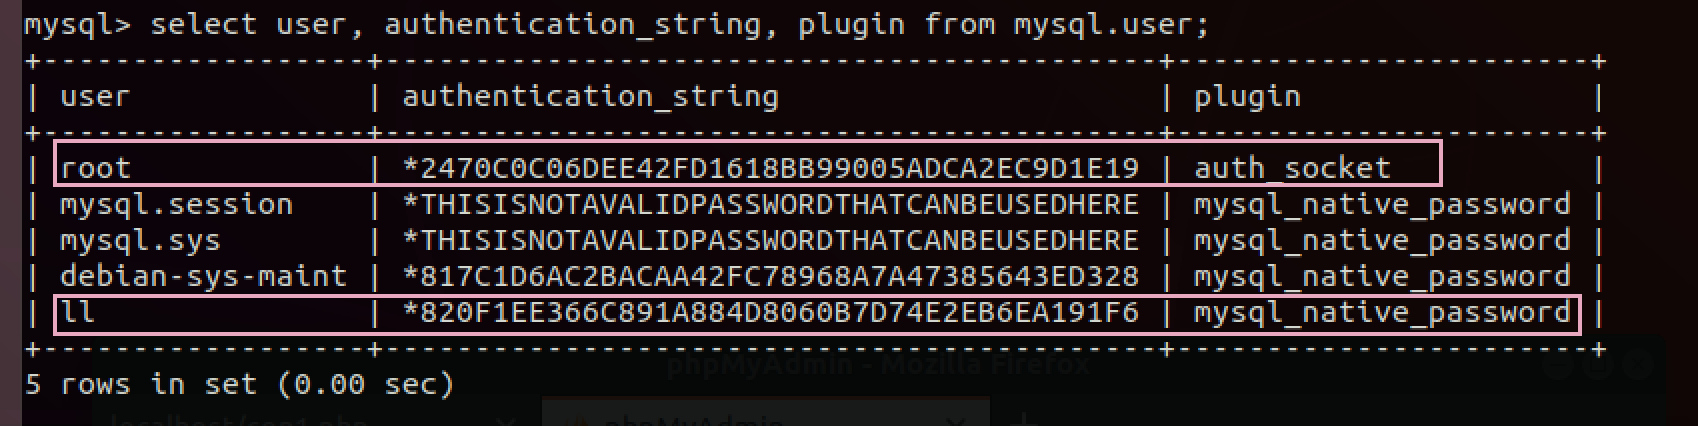 mysql> select user, authentication_string, plugin from mysql.user;
+------------------+-------------------------------------------+-----------------------+
| user             | authentication_string                     | plugin                |
+------------------+-------------------------------------------+-----------------------+
| root             | *2470C0C06DEE42FD1618BB99005ADCA2EC9D1E19 | auth_socket           |
| mysql.session    | *THISISNOTAVALIDPASSWORDTHATCANBEUSEDHERE | mysql_native_password |
| mysql.sys        | *THISISNOTAVALIDPASSWORDTHATCANBEUSEDHERE | mysql_native_password |
| debian-sys-maint | *817C1D6AC2BACAA42FC78968A7A47385643ED328 | mysql_native_password |
| ll               | *820F1EE366C891A884D8060B7D74E2EB6EA191F6 | mysql_native_password |
+------------------+-------------------------------------------+-----------------------+
phpMyAdmin - Mozilla Firefox
5 rows in set (0.00 sec)
localhost/con1.php phpMyAdmin